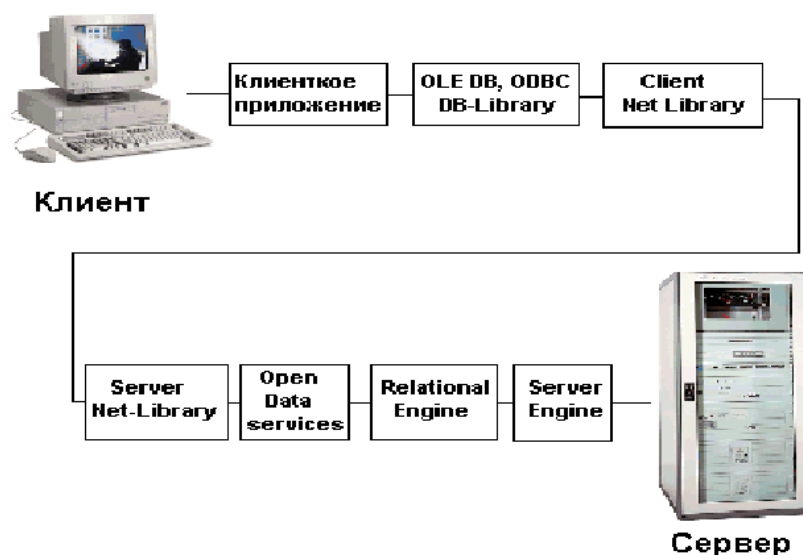 Клиенткое
приложение
OLE DB, ODBC
DB-Library
Client
Net Library
Клиент
Server
Net-Library
Open
Data
services
Relational
Engine
Server
Engine
Сервер